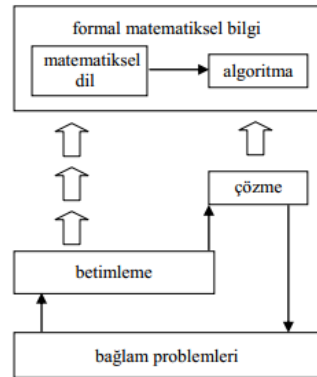 formal matematiksel bilgi
matematiksel
dil
algoritma
çözme
betimleme
bağlam problemleri